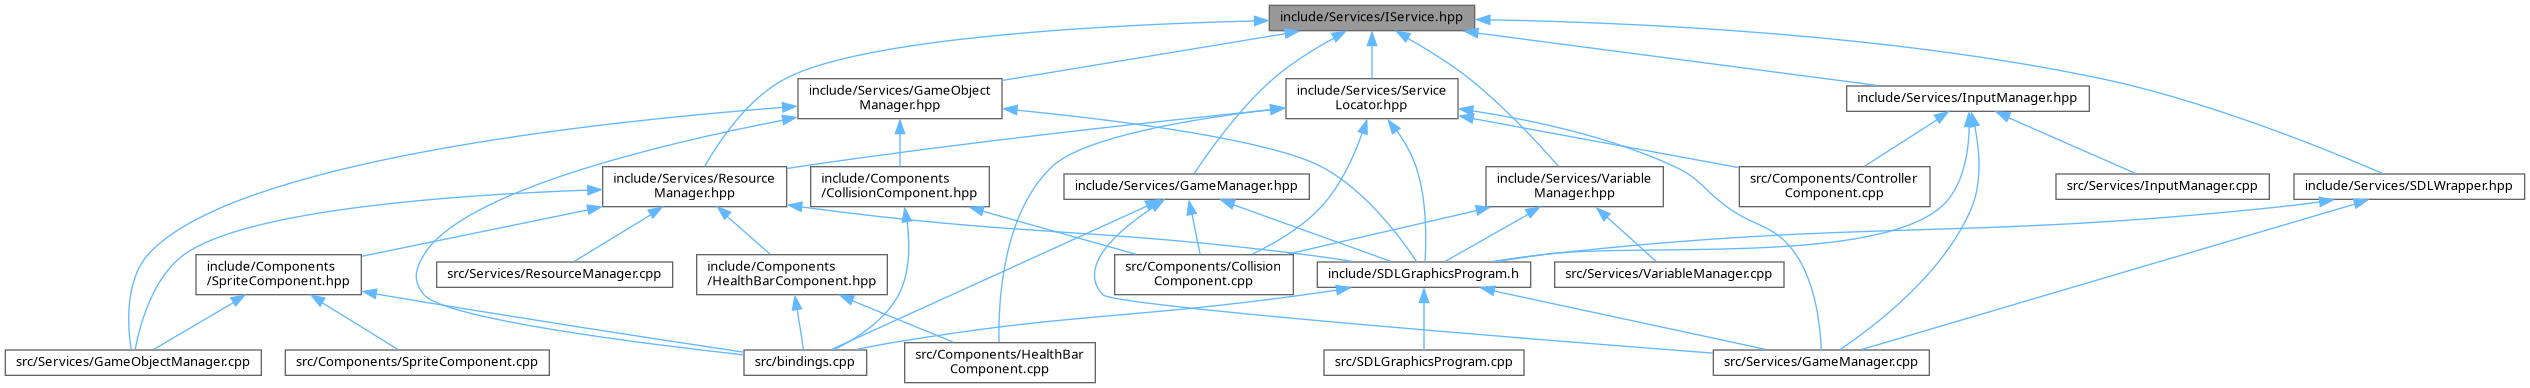 include/Services/IService.hpp
include/Services/GameObject
Manager.hpp
include/Services/Service
Locator.hpp
include/Services/InputManager.hpp
include/Services/Resource
Manager.hpp
include/Components
/CollisionComponent.hpp
include/Services/GameManager.hpp
include/Services/Variable
Manager.hpp
src/Components/Controller
Component.cpp
src/Services/InputManager.cpp
include/Services/SDLWrapper.hpp
include/Components
/SpriteComponent.hpp
src/Services/ResourceManager.cpp
include/Components
/HealthBarComponent.hpp
src/Components/Collision
Component.cpp
include/SDLGraphicsProgram.h
src/Services/VariableManager.cpp
src/Services/GameObjectManager.cpp
src/Components/SpriteComponent.cpp
src/bindings.cpp
src/Components/HealthBar
Component.cpp
src/SDLGraphicsProgram.cpp
src/Services/GameManager.cpp